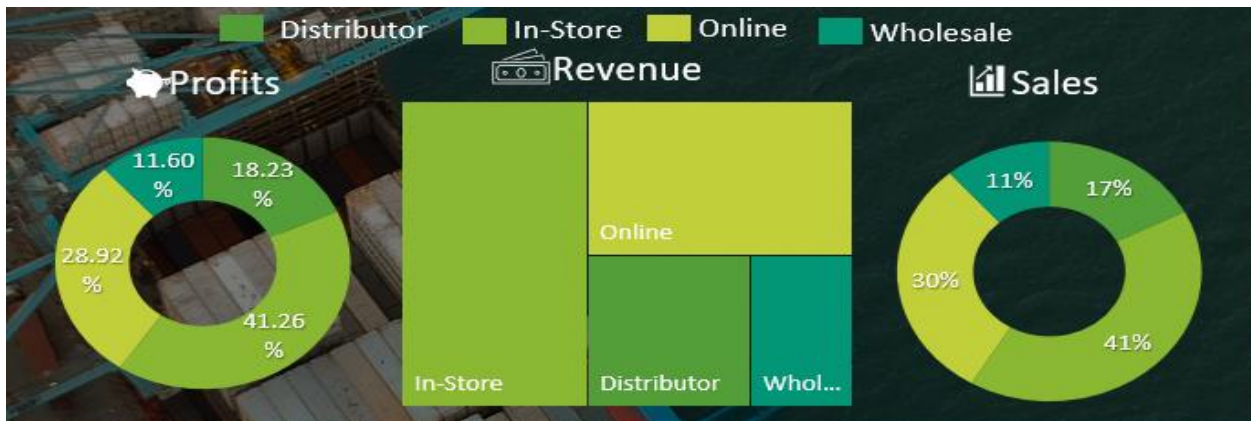 Distributor
In-Store
Online
Wholesale
Profits
Revenue
Sales
11.60
%
18.23
%
28.92
%
41.26
%
Online
In-Store
Distributor
Whol...
11%
17%
30%
41%